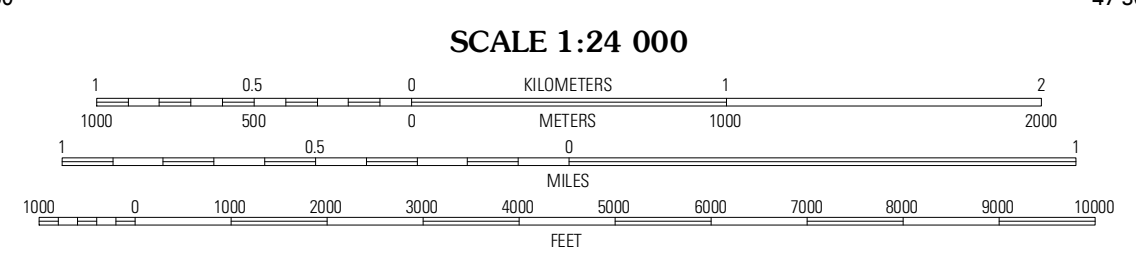 SCALE 1:24 000
1 0.5 0 KILOMETERS 1 2
1000 500 0 METERS 1000 2000
1 0.5 0 1
MILES
1000 0 1000 2000 3000 4000 5000 6000 7000 8000 9000 10000
FEET